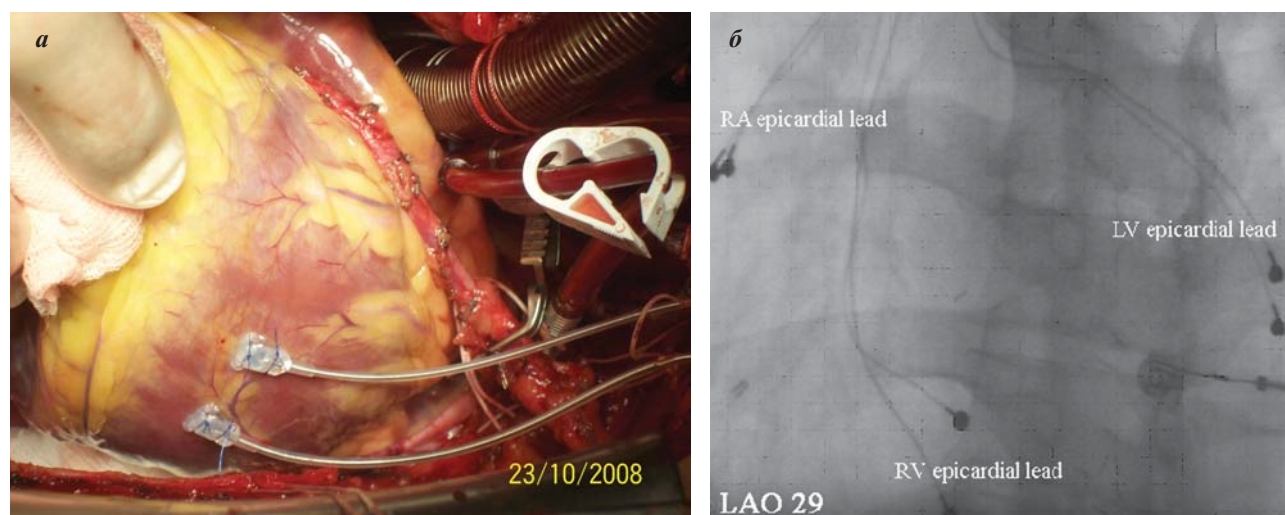 а
23/10/2008
б
RA epicardial lead
LV epicardial lead
RV epicardial lead
LAO 29